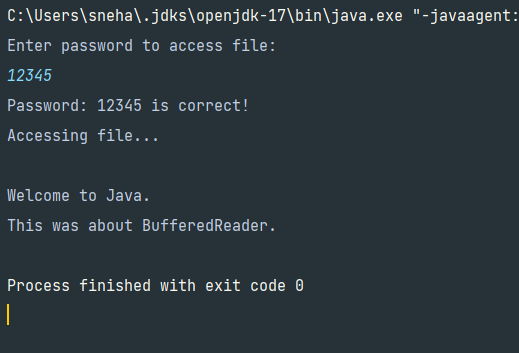 C:\Users\sneha\.jdks\openjdk-17\bin\java.exe "-javaagent:
Enter password to access file:
12345
Password: 12345 is correct!
Accessing file...
Welcome to Java.
This was about BufferedReader.
Process finished with exit code 0